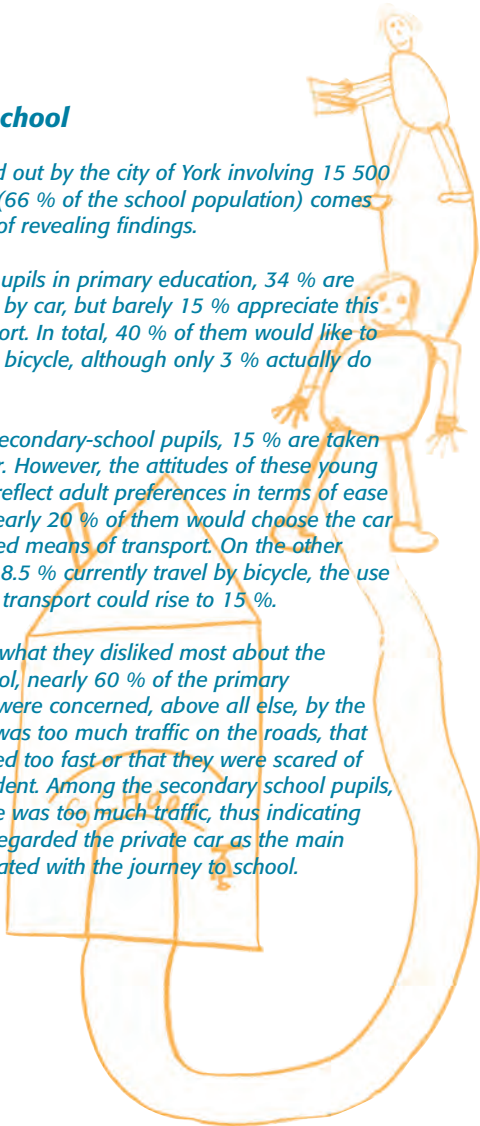 chool
d out by the city of York involving 15 500
(66 % of the school population) comes
of revealing findings.
upils in primary education, 34 % are
by car, but barely 15 % appreciate this
ort. In total, 40 % of them would like to
bicycle, although only 3 % actually do
econdary-school pupils, 15 % are taken
r. However, the attitudes of these young
reflect adult preferences in terms of ease
early 20 % of them would choose the car
ed means of transport. On the other
8.5 % currently travel by bicycle, the use
transport could rise to 15 %.
what they disliked most about the
ol, nearly 60 % of the primary
were concerned, above all else, by the
was too much traffic on the roads, that
ed too fast or that they were scared of
dent. Among the secondary school pupils,
e was too much traffic, thus indicating
egarded the private car as the main
ated with the journey to school.
SCHOOL